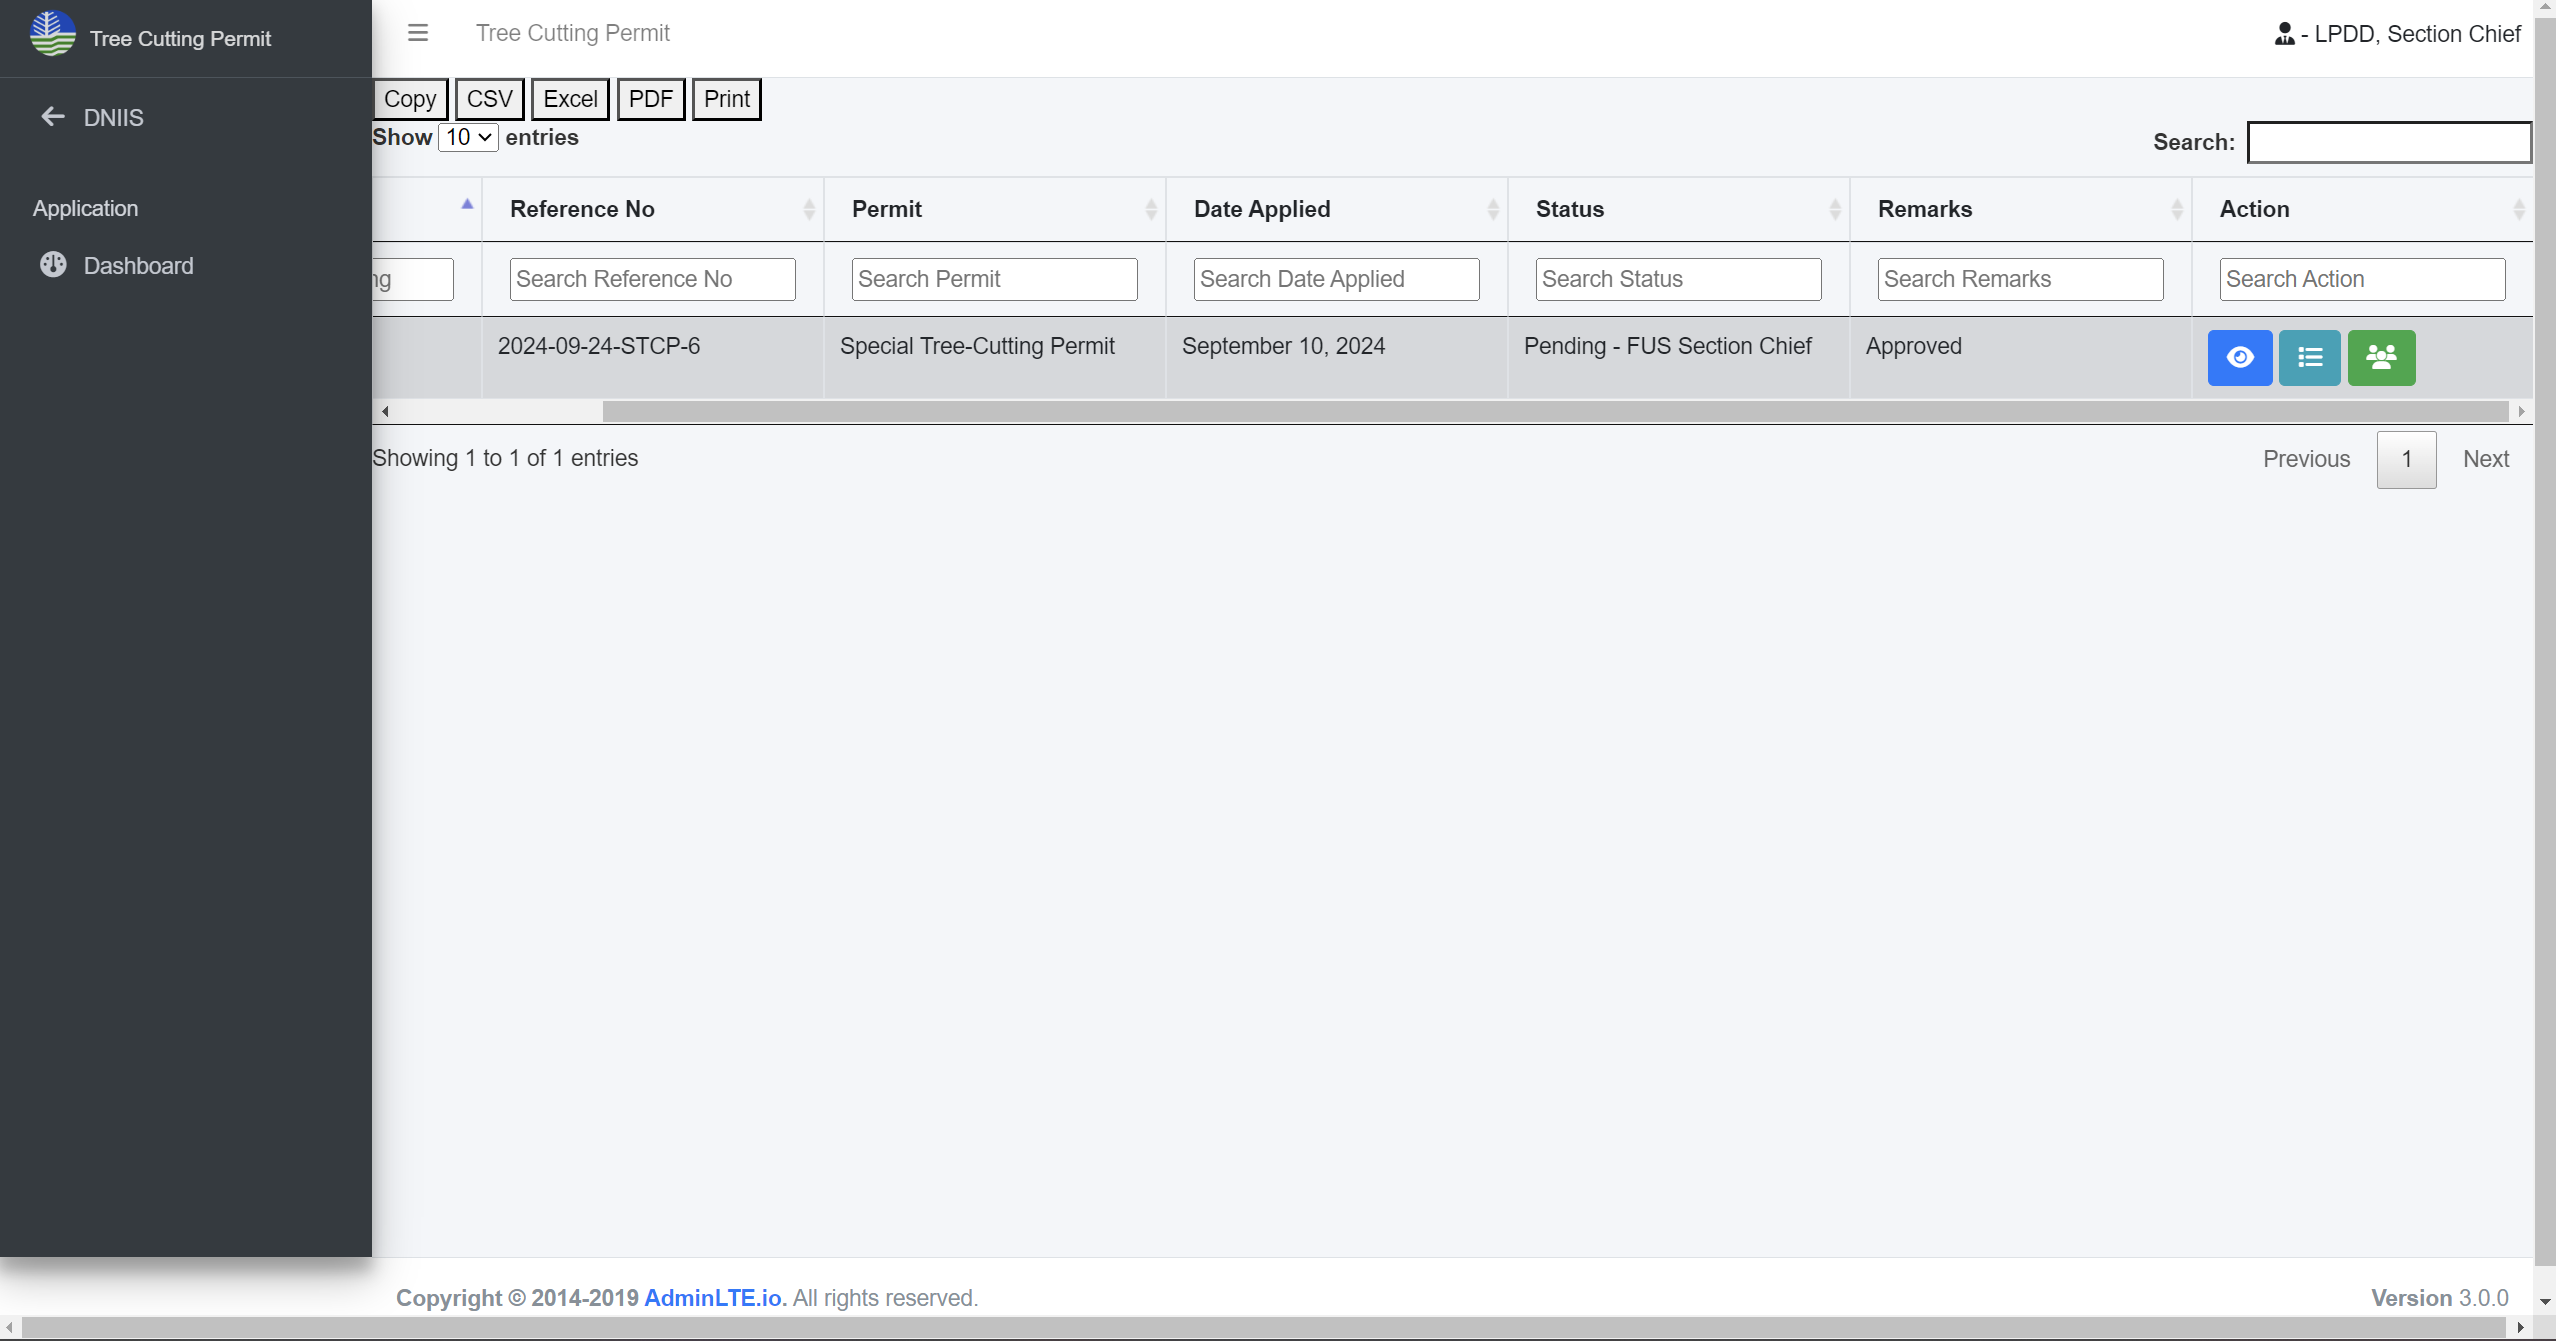 Tree Cutting Permit
Tree Cutting Permit
- LPDD, Section Chief
DNIIS
Application
Dashboard
Copy CSV Excel PDF Print
Show 10 entries
Search:
Reference No Permit Date Applied Status Remarks Action
ng Search Reference No Search Permit Search Date Applied Search Status Search Remarks Search Action
2024-09-24-STCP-6 Special Tree-Cutting Permit September 10, 2024 Pending - FUS Section Chief Approved
Showing 1 to 1 of 1 entries
Previous 1 Next
Copyright © 2014-2019 AdminLTE.io. All rights reserved.
Version 3.0.0